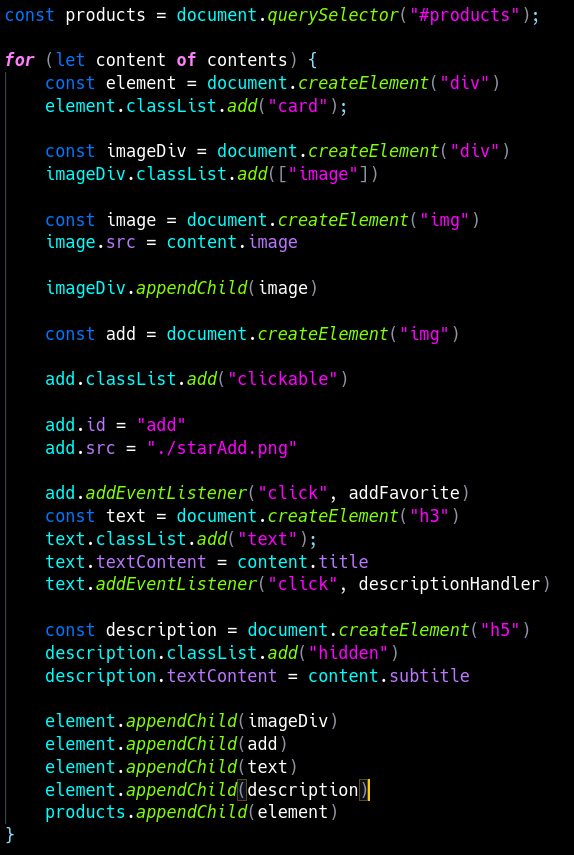 const products = document.querySelector("#products");
for (let content of contents) {
const element = document.createElement("div")
element.classList.add("card");
const imageDiv = document.createElement("div")
imageDiv.classList.add(["image"])
const image = document.createElement("img")
image.src = content.image
imageDiv.appendChild(image)
const add = document.createElement("img")
add.classList.add("clickable")
add.id = "add"
add.src = "./starAdd.png"
add.addEventListener("click", addFavorite)
const text = document.createElement("h3")
text.classList.add("text");
text.textContent = content.title
text.addEventListener("click", descriptionHandler)
const description = document.createElement("h5")
description.classList.add("hidden")
description.textContent = content.subtitle
element.appendChild(imageDiv)
element.appendChild(add)
element.appendChild(text)
element.appendChild(description)
products.appendChild(element)
}